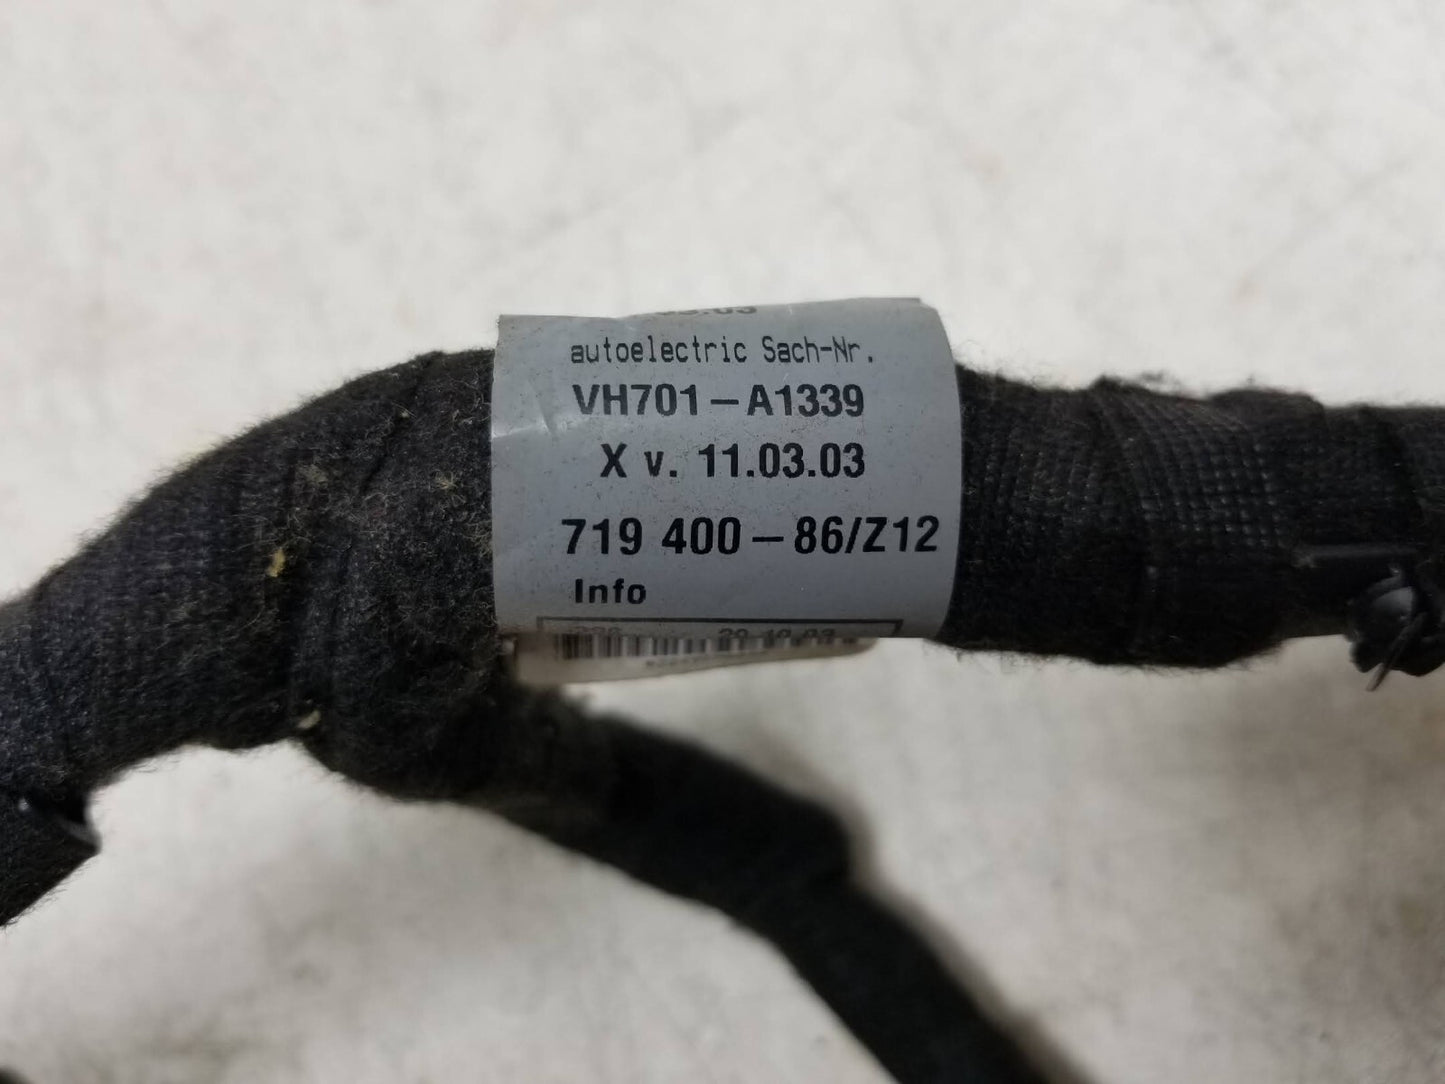 autoelectric Sach-Nr.
VH701-A1339
X v. 11.03.03
719 400-86/Z12
Info